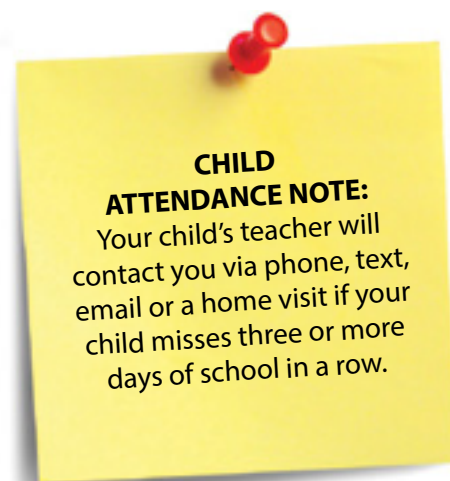 CHILD
ATTENDANCE NOTE:
Your child’s teacher will
contact you via phone, text,
email or a home visit if your
child misses three or more
days of school in a row.